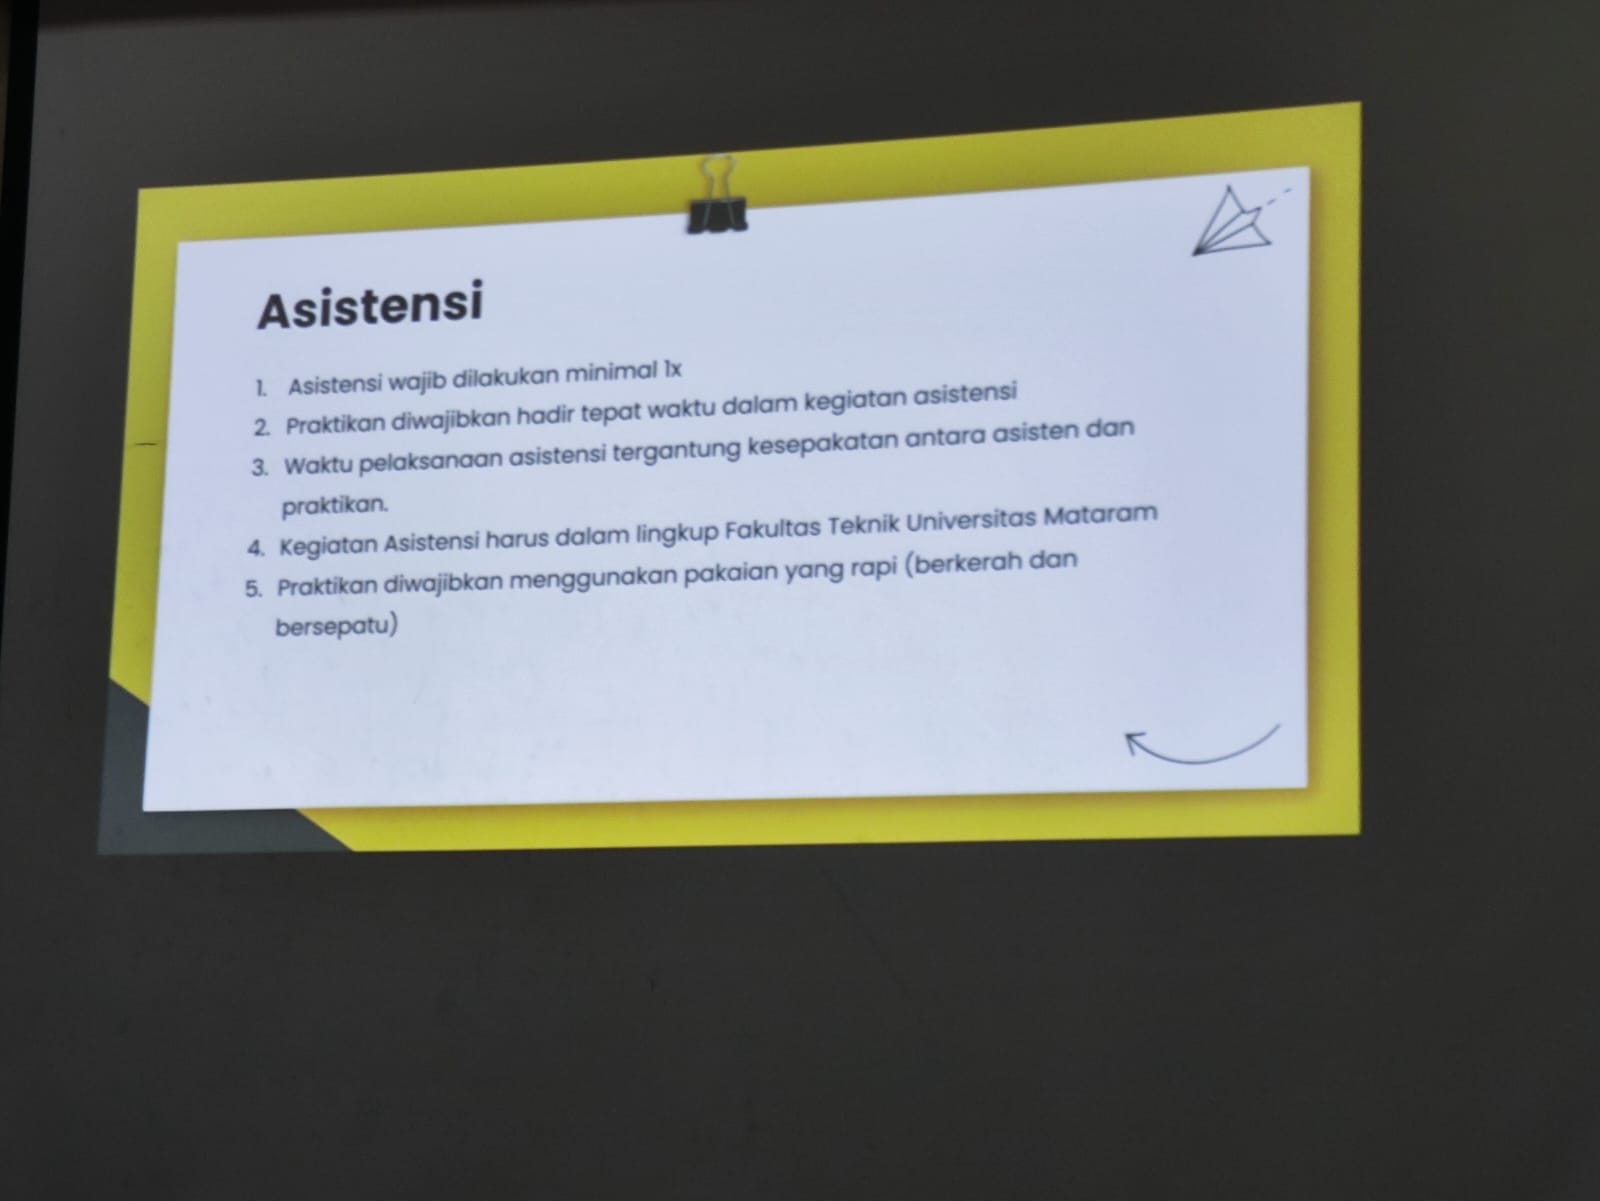 Asistensi
1. Asistensi wajib dilakukan minimal 1x
2. Praktikan diwajibkan hadir tepat waktu dalam kegiatan asistensi
3. Waktu pelaksanaan asistensi tergantung kesepakatan antara asisten dan
praktikan.
4. Kegiatan Asistensi harus dalam lingkup Fakultas Teknik Universitas Mataram
5. Praktikan diwajibkan menggunakan pakaian yang rapi (berkerah dan
bersepatu)